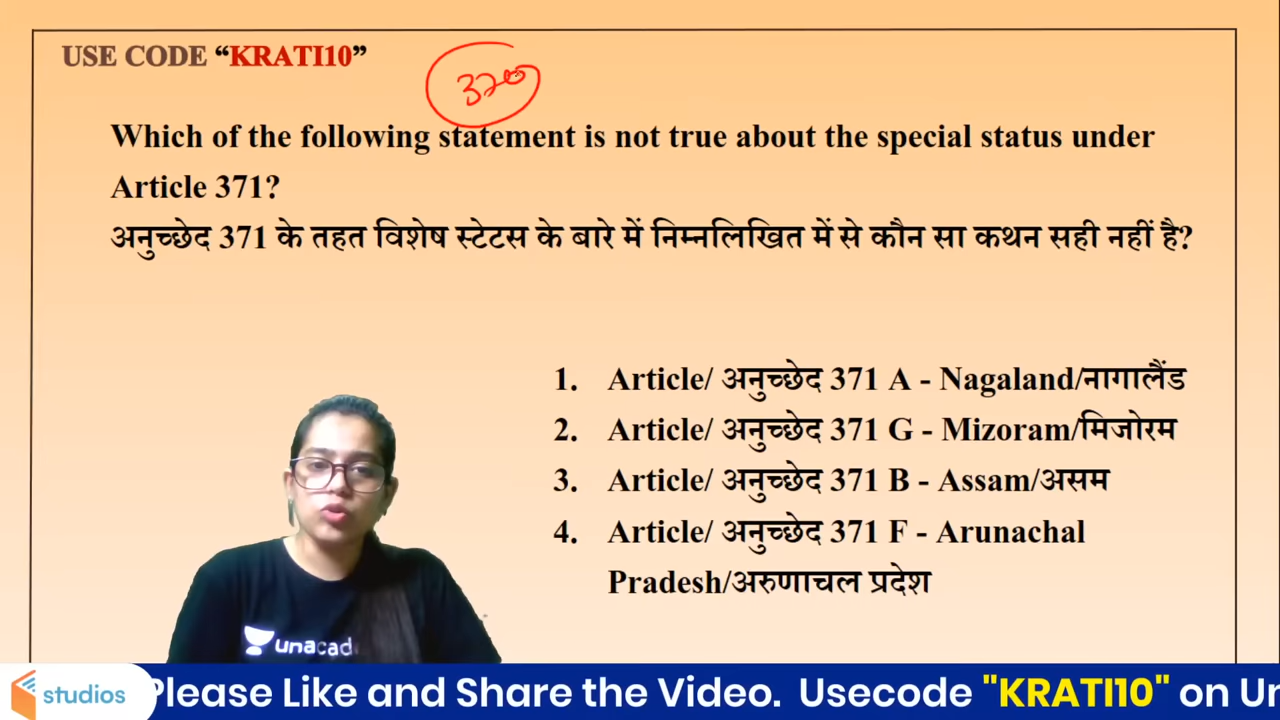 USE CODE “KRATI10”
370
Which of the following statement is not true about the special status under
Article 371?
अनुच्छेद 371 के तहत विशेष स्टेटस के बारे में निम्नलिखित में से कौन सा कथन सही नहीं है?
1. Article/ अनुच्छेद 371 A - Nagaland/नागालैंड
2. Article/ अनुच्छेद 371 G - Mizoram/मिजोरम
3. Article/ अनुच्छेद 371 B - Assam/असम
4. Article/ अनुच्छेद 371 F - Arunachal
Pradesh/अरुणाचल प्रदेश
unacad
studios
Please Like and Share the Video. Usecode "KRATI10" on Un